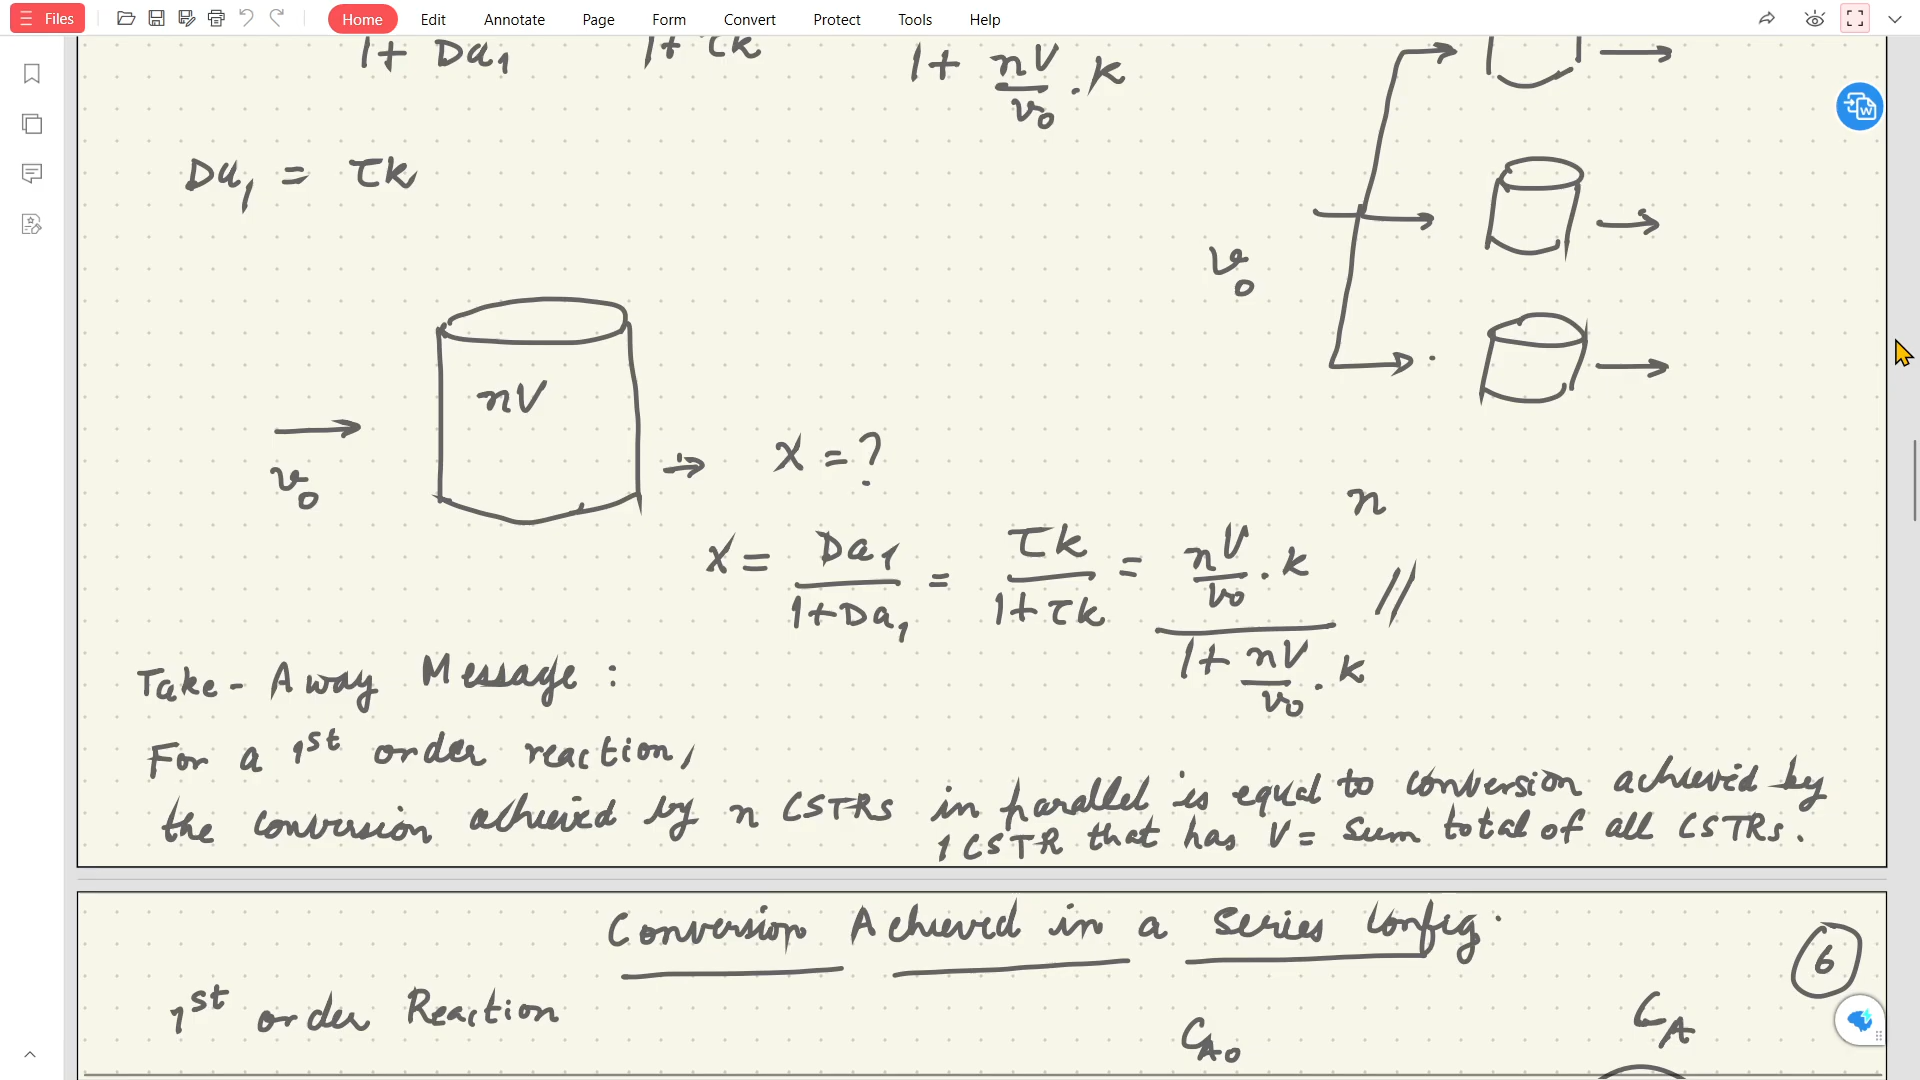 Files Home Edit Annotate Page Form Convert Protect Tools Help
1 + Da1 1 + τk 1 + nV/v0 . k
Da1 = τk
v0
nV
v0
X = ?
n
X = Da1/1+Da1 = τk/1+τk = nV/v0 . k / 1 + nV/v0 . k //
Take-Away Message :
For a 1st order reaction,
the conversion achieved by n CSTRs in parallel is equal to conversion achieved by
1 CSTR that has V = sum total of all CSTRs.
Conversion Achieved in a Series Config.
6
1st order Reaction
CA0
CA